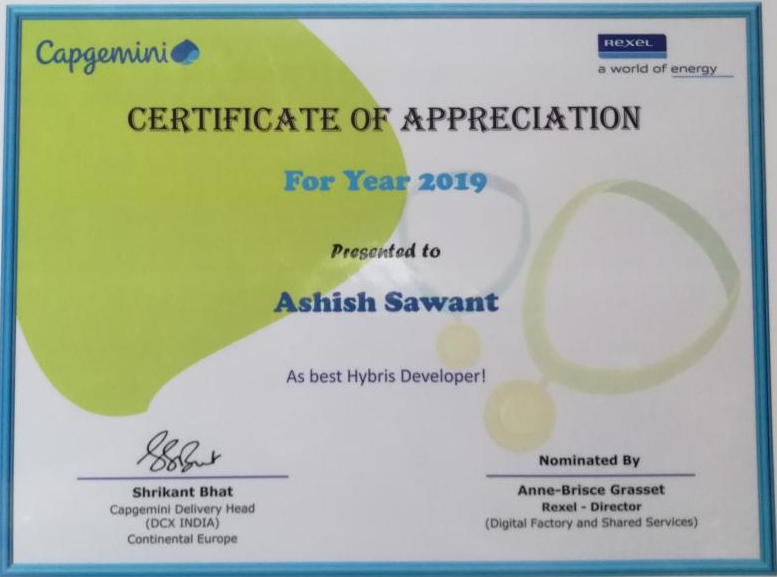 Capgemini
REXEL
a world of energy
CERTIFICATE OF APPRECIATION
For Year 2019
Presented to
Ashish Sawant
As best Hybris Developer!
Shrikant Bhat
Capgemini Delivery Head
(DCX INDIA)
Continental Europe
Nominated By
Anne-Brisce Grasset
Rexel - Director
(Digital Factory and Shared Services)